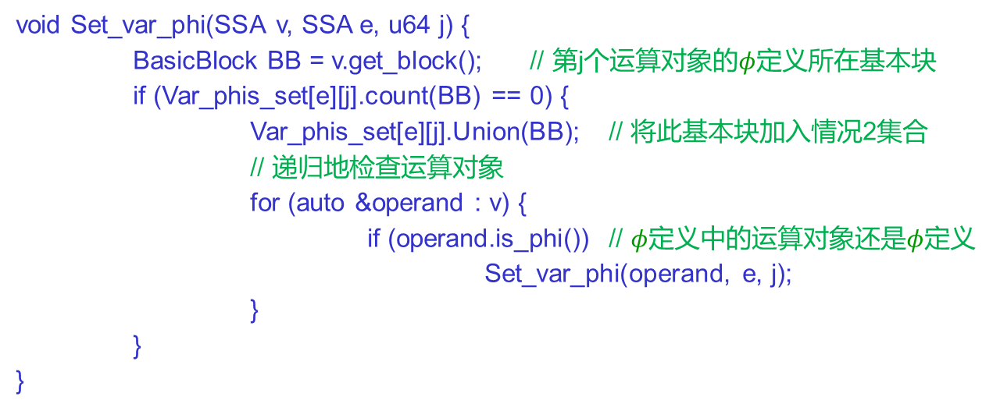 void Set_var_phi(SSA v, SSA e, u64 j) {
BasicBlock BB = v.get_block(); // 第j个运算对象的ϕ定义所在基本块
if (Var_phis_set[e][j].count(BB) == 0) {
Var_phis_set[e][j].Union(BB); // 将此基本块加入情况2集合
// 递归地检查运算对象
for (auto &operand : v) {
if (operand.is_phi()) // ϕ定义中的运算对象还是ϕ定义
Set_var_phi(operand, e, j);
}
}
}